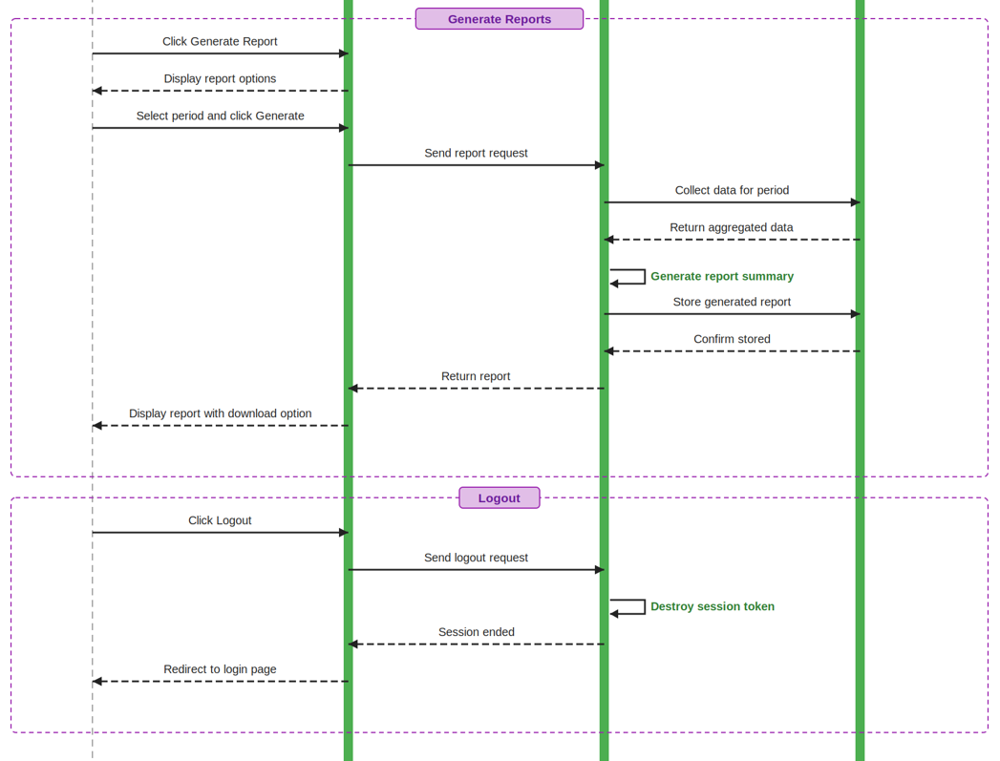 Generate Reports
Click Generate Report
Display report options
Select period and click Generate
Send report request
Collect data for period
Return aggregated data
Generate report summary
Store generated report
Confirm stored
Return report
Display report with download option
Logout
Click Logout
Send logout request
Destroy session token
Session ended
Redirect to login page